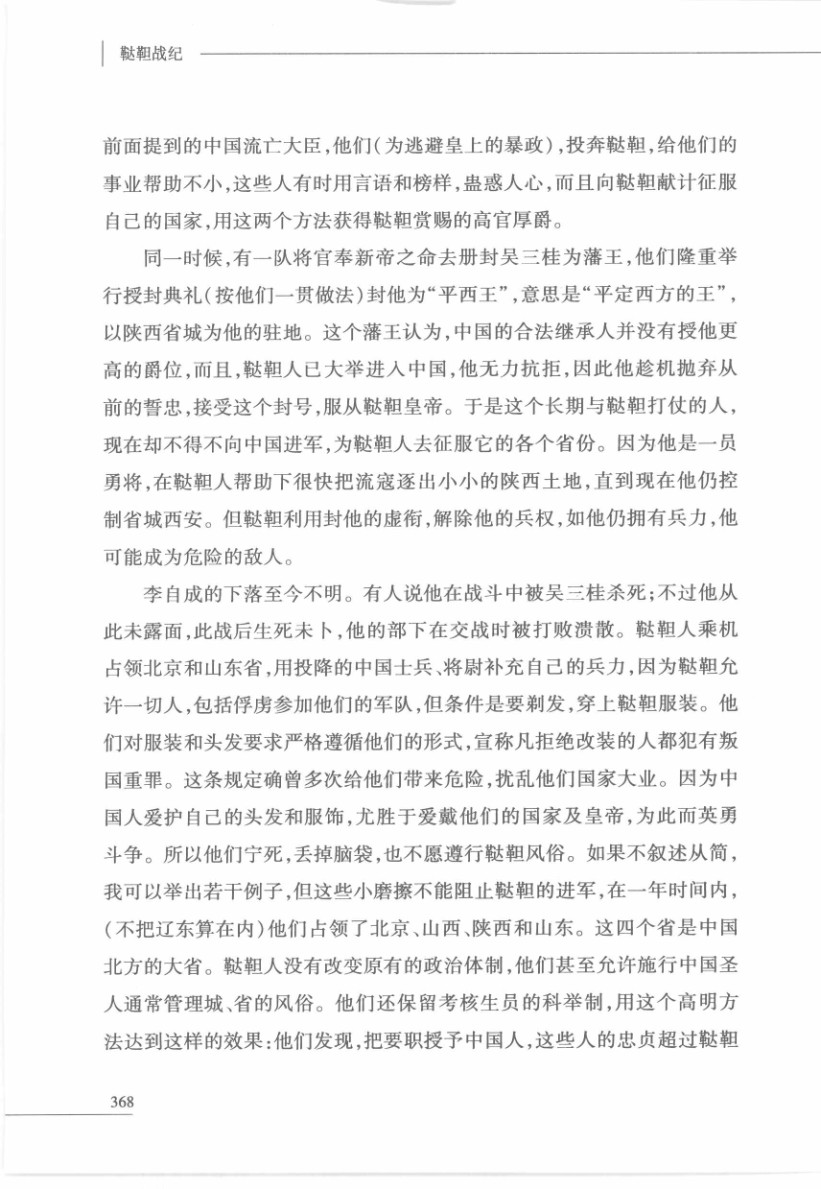 鞑靼战纪
前面提到的中国流亡大臣,他们(为逃避皇上的暴政),投奔鞑靼,给他们的
事业帮助不小,这些人有时用言语和榜样,蛊惑人心,而且向鞑靼献计征服
自己的国家,用这两个方法获得鞑靼赏赐的高官厚爵。
同一时候,有一队将官奉新帝之命去册封吴三桂为藩王,他们隆重举
行授封典礼(按他们一贯做法)封他为“平西王”,意思是“平定西方的王”,
以陕西省城为他的驻地。这个藩王认为,中国的合法继承人并没有授他更
高的爵位,而且,鞑靼人已大举进入中国,他无力抗拒,因此他趁机抛弃从
前的誓忠,接受这个封号,服从鞑靼皇帝。于是这个长期与鞑靼打仗的人,
现在却不得不向中国进军,为鞑靼人去征服它的各个省份。因为他是一员
勇将,在鞑靼人帮助下很快把流寇逐出小小的陕西土地,直到现在他仍控
制省城西安。但鞑靼利用封他的虚衔,解除他的兵权,如他仍拥有兵力,他
可能成为危险的敌人。
李自成的下落至今不明。有人说他在战斗中被吴三桂杀死;不过他从
此未露面,此战后生死未卜,他的部下在交战时被打败溃散。鞑靼人乘机
占领北京和山东省,用投降的中国士兵、将尉补充自己的兵力,因为鞑靼允
许一切人,包括俘虏参加他们的军队,但条件是要剃发,穿上鞑靼服装。他
们对服装和头发要求严格遵循他们的形式,宣称凡拒绝改装的人都犯有叛
国重罪。这条规定确曾多次给他们带来危险,扰乱他们国家大业。因为中
国人爱护自己的头发和服饰,尤胜于爱戴他们的国家及皇帝,为此而英勇
斗争。所以他们宁死,丢掉脑袋,也不愿遵行鞑靼风俗。如果不叙述从简,
我可以举出若干例子,但这些小磨擦不能阻止鞑靼的进军,在一年时间内,
(不把辽东算在内)他们占领了北京、山西、陕西和山东。这四个省是中国
北方的大省。鞑靼人没有改变原有的政治体制,他们甚至允许施行中国圣
人通常管理城、省的风俗。他们还保留考核生员的科举制,用这个高明方
法达到这样的效果:他们发现,把要职授予中国人,这些人的忠贞超过鞑靼
368